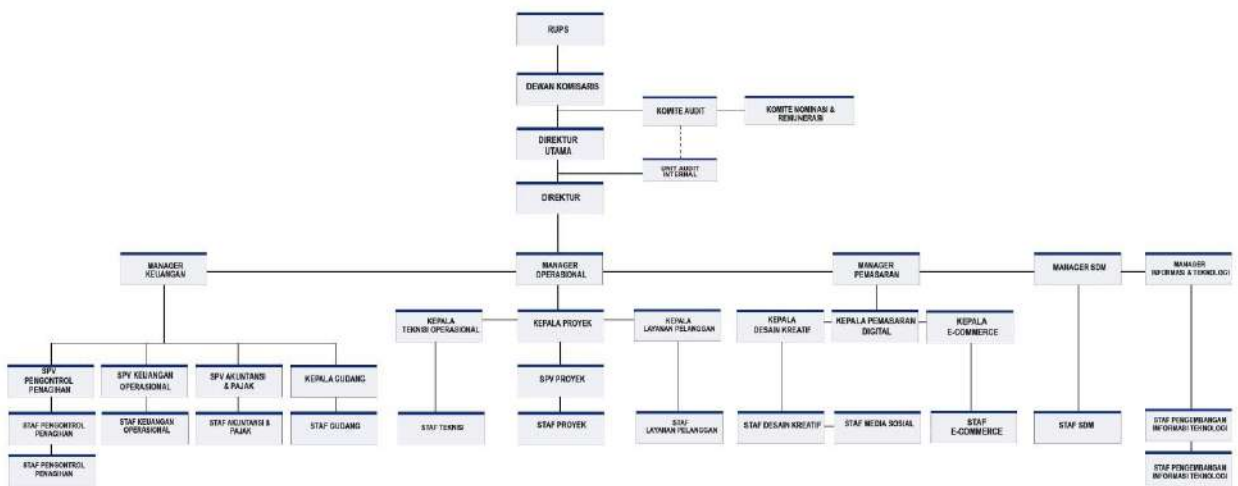 RUPS
DEWAN KOMISARIS
KOMITE AUDIT
KOMITE NOMINASI &
REMUNERASI
DIREKTUR
UTAMA
UNIT AUDIT
INTERNAL
DIREKTUR
MANAGER
KEUANGAN
MANAGER
OPERASIONAL
MANAGER
PEMASARAN
MANAGER SDM
MANAGER
INFORMASI & TEKNOLOGI
KEPALA
TEKNISI OPERASIONAL
KEPALA PROYEK
KEPALA
LAYANAN PELANGGAN
KEPALA
DESAIN KREATIF
KEPALA PEMASARAN
DIGITAL
KEPALA
E-COMMERCE
SPV
PENGONTROL
PENAGIHAN
SPV KEUANGAN
OPERASIONAL
SPV AKUNTANSI
& PAJAK
KEPALA GUDANG
SPV PROYEK
STAF PENGONTROL
PENAGIHAN
STAF KEUANGAN
OPERASIONAL
STAF AKUNTANSI &
PAJAK
STAF GUDANG
STAF TEKNISI
STAF PROYEK
STAF
LAYANAN PELANGGAN
STAF DESAIN KREATIF
STAF MEDIA SOSIAL
STAF
E-COMMERCE
STAF SDM
STAF PENGEMBANGAN
INFORMASI TEKNOLOGI
STAF PENGONTROL
PENAGIHAN
STAF PENGEMBANGAN
INFORMASI TEKNOLOGI